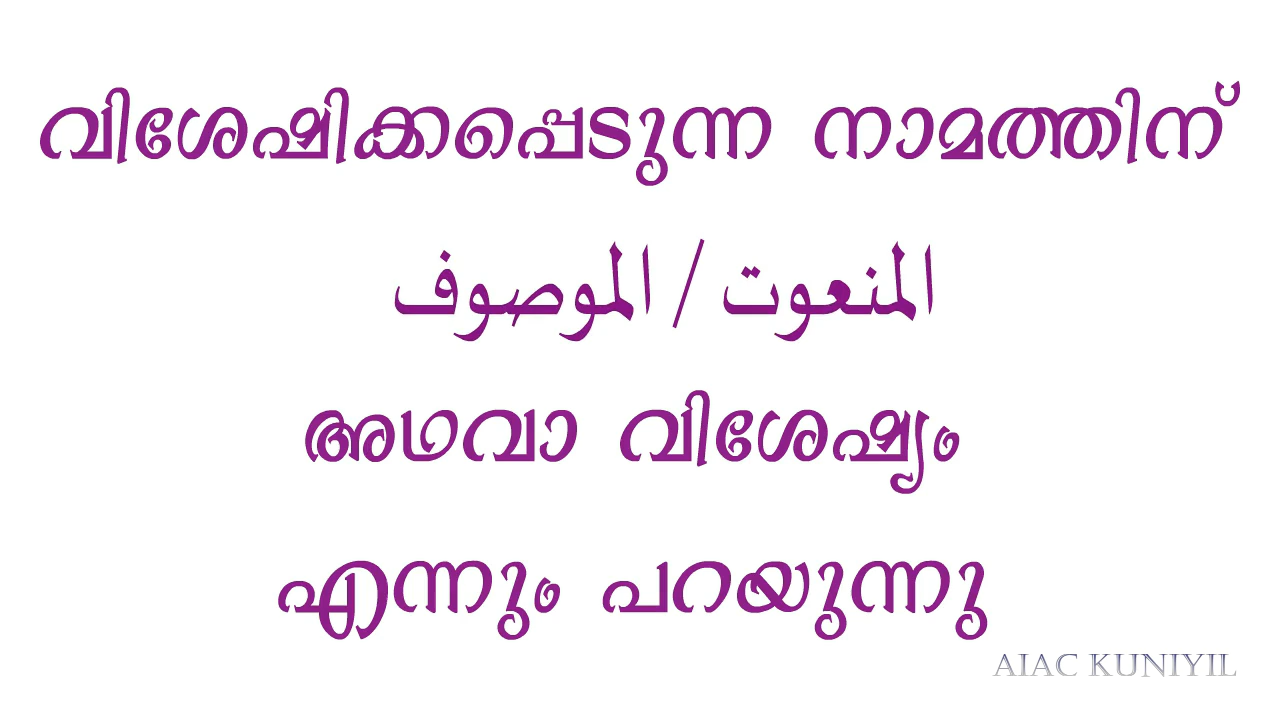 വിശേഷിക്കപ്പെടുന്ന നാമത്തിന്
المنعوت / الموصوف
അഥവാ വിശേഷ്യം
എന്നും പറയുന്നു
AIAC KUNIYIL